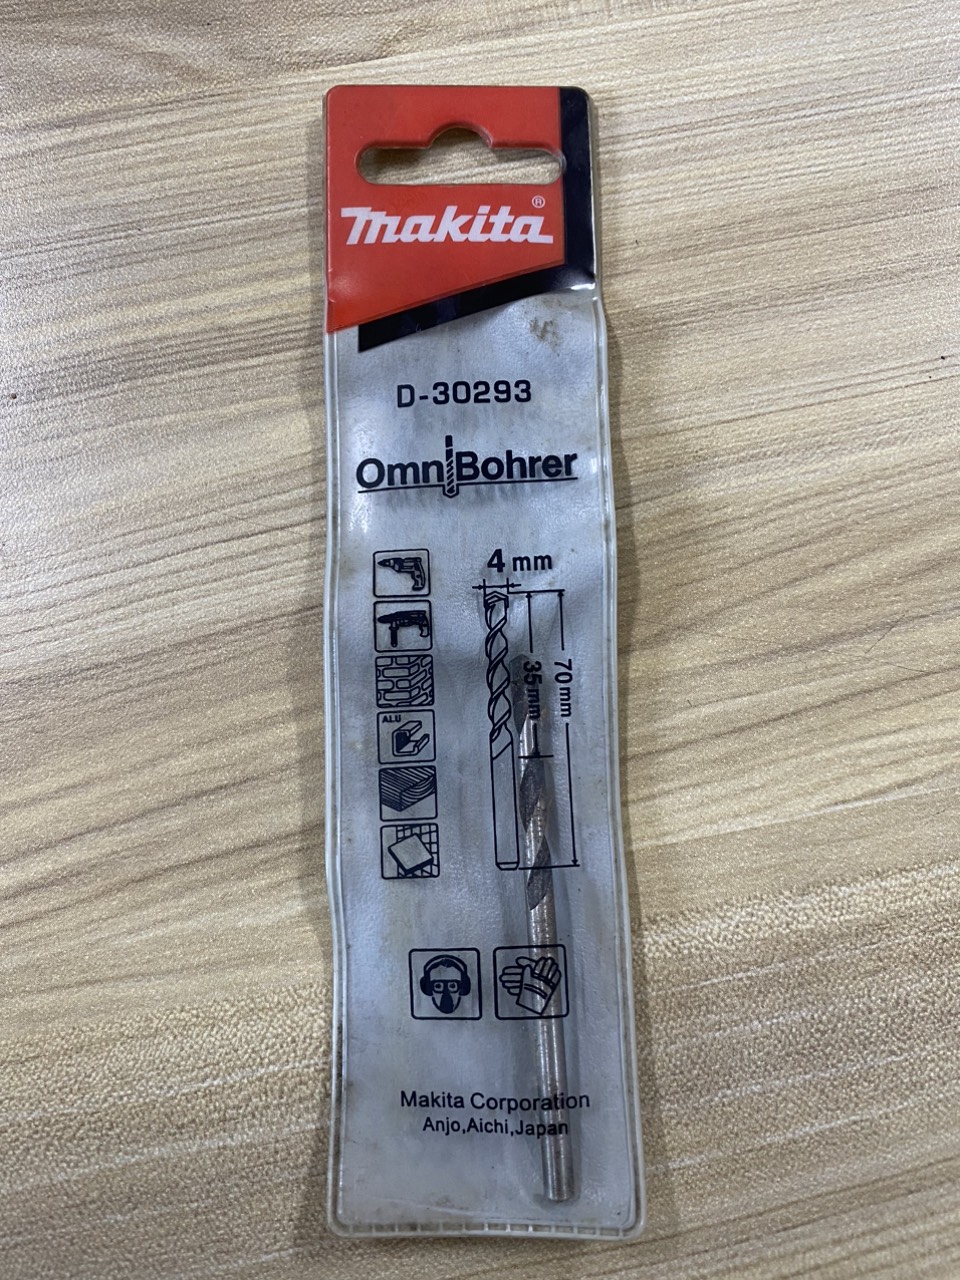 makita®
D-30293
OmniBohrer
4 mm
35 mm
70 mm
ALU
Makita Corporation
Anjo,Aichi,Japan